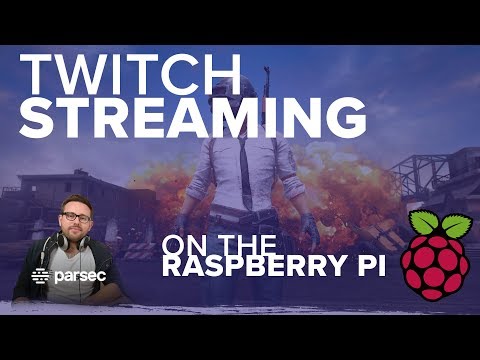 TWITCH
STREAMING
ON THE
RASPBERRY PI
parsec